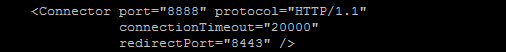 <Connector port="8888" protocol="HTTP/1.1"
connectionTimeout="20000"
redirectPort="8443" />